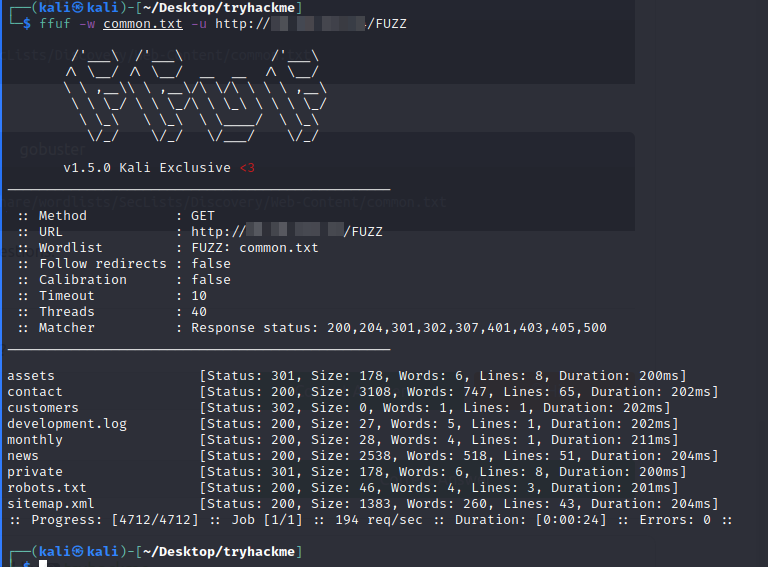 ┌──(kali㉿kali)-[~/Desktop/tryhackme]
└─$ ffuf -w common.txt -u http:///FUZZ
v1.5.0 Kali Exclusive <3
gobuster
:: Method : GET
:: URL : http:///FUZZ
:: Wordlist : FUZZ: common.txt
:: Follow redirects : false
:: Calibration : false
:: Timeout : 10
:: Threads : 40
:: Matcher : Response status: 200,204,301,302,307,401,403,405,500
assets [Status: 301, Size: 178, Words: 6, Lines: 8, Duration: 200ms]
contact [Status: 200, Size: 3108, Words: 747, Lines: 65, Duration: 202ms]
customers [Status: 302, Size: 0, Words: 1, Lines: 1, Duration: 202ms]
development.log [Status: 200, Size: 27, Words: 5, Lines: 1, Duration: 202ms]
monthly [Status: 200, Size: 28, Words: 4, Lines: 1, Duration: 211ms]
news [Status: 200, Size: 2538, Words: 518, Lines: 51, Duration: 204ms]
private [Status: 301, Size: 178, Words: 6, Lines: 8, Duration: 200ms]
robots.txt [Status: 200, Size: 46, Words: 4, Lines: 3, Duration: 201ms]
sitemap.xml [Status: 200, Size: 1383, Words: 260, Lines: 43, Duration: 204ms]
:: Progress: [4712/4712] :: Job [1/1] :: 194 req/sec :: Duration: [0:00:24] :: Errors: 0 ::
┌──(kali㉿kali)-[~/Desktop/tryhackme]
└─$